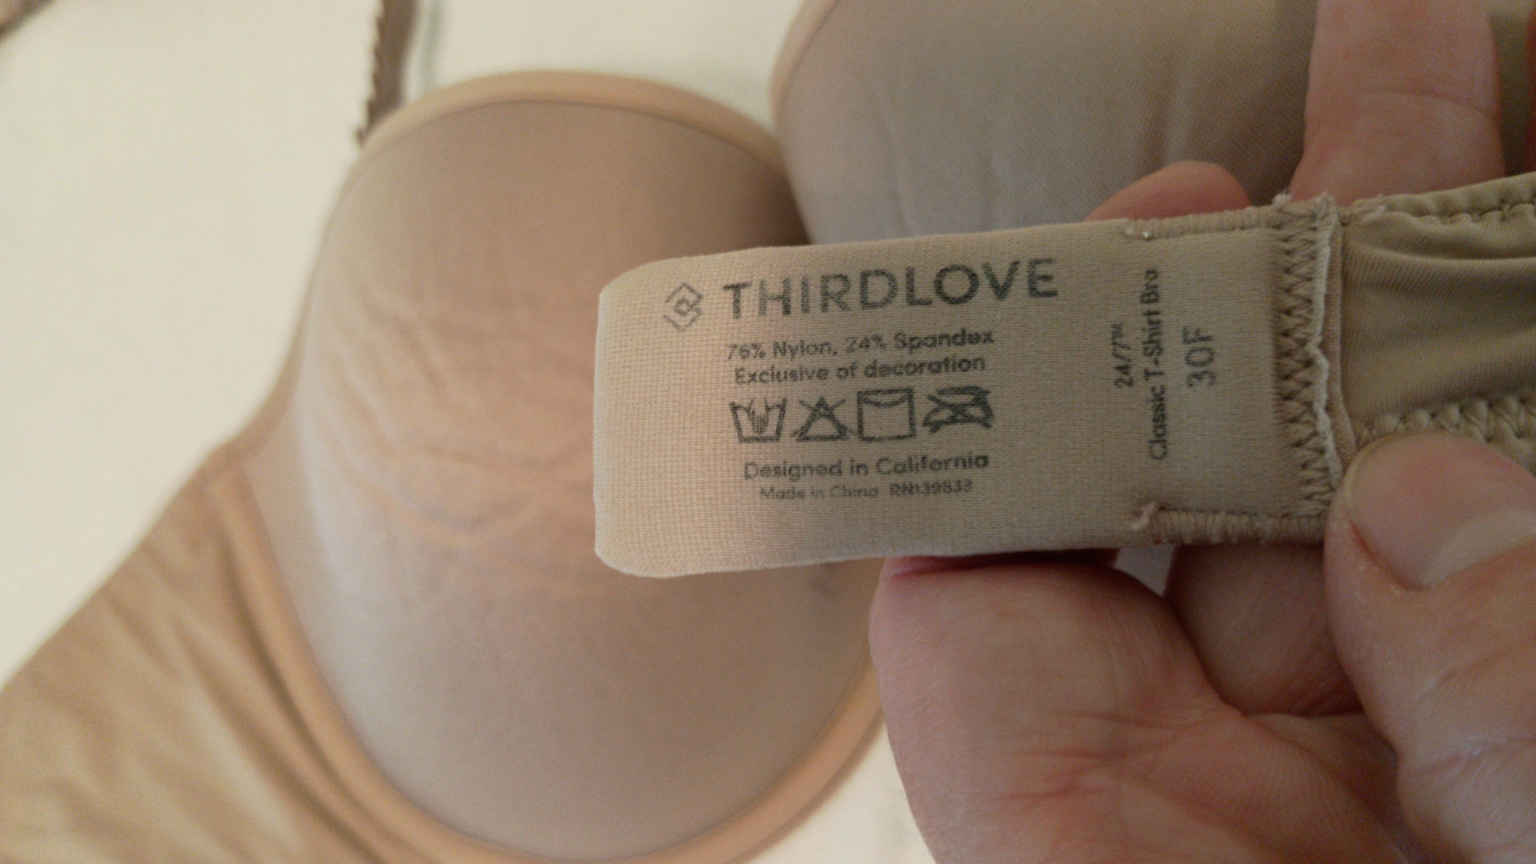 THIRDLOVE
76% Nylon, 24% Spandex
Exclusive of decoration
Designed in California
Made in China RN139833
24/7™
Classic T-Shirt Bra
30F